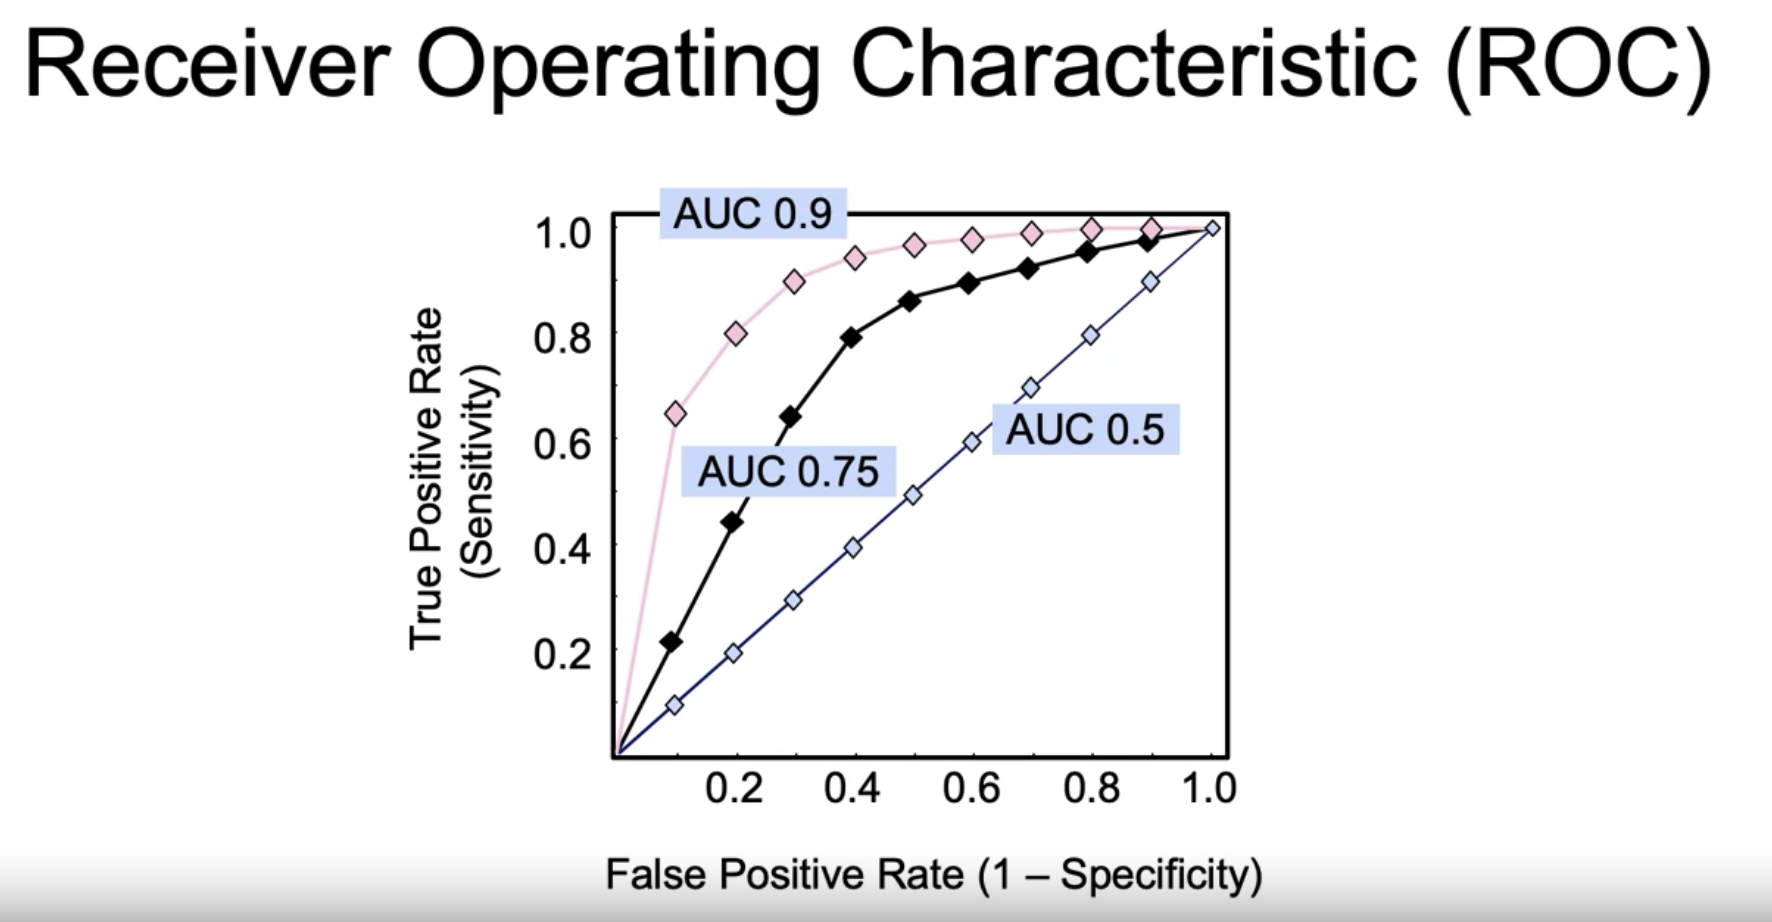 Receiver Operating Characteristic (ROC)
AUC 0.9
1.0
0.8
0.6
0.4
0.2
True Positive Rate
(Sensitivity)
AUC 0.75
AUC 0.5
0.2 0.4 0.6 0.8 1.0
False Positive Rate (1 – Specificity)